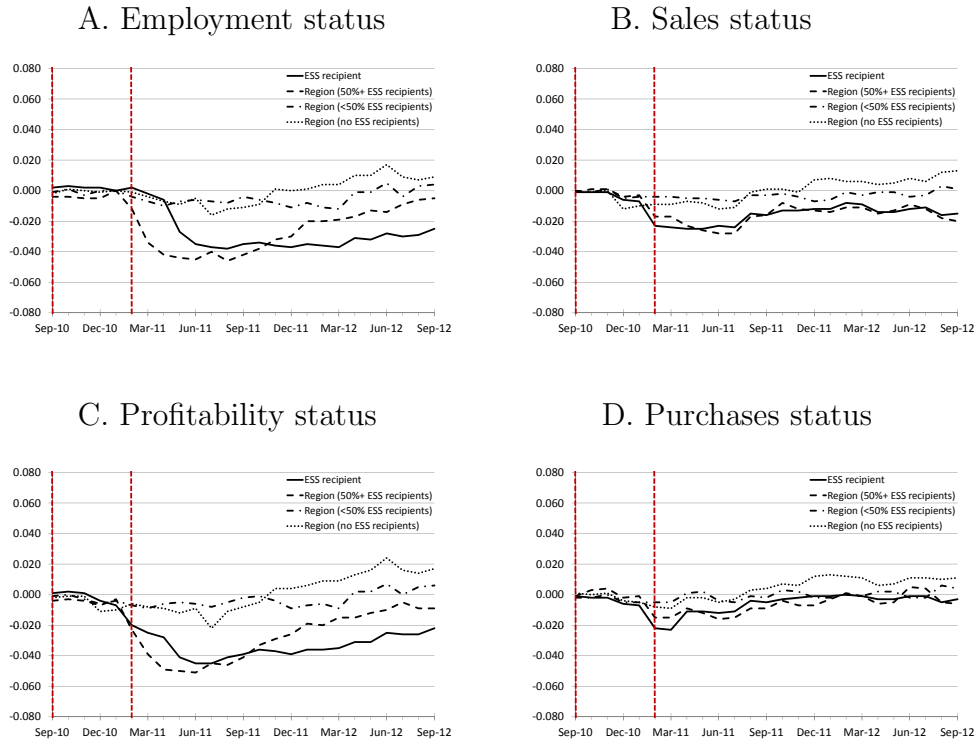 A. Employment status
0.080
0.060
0.040
0.020
0.000
-0.020
-0.040
-0.060
-0.080
ESS recipient
Region (50%+ ESS recipients)
Region (<50% ESS recipients)
Region (no ESS recipients)
Sep-10 Dec-10 Mar-11 Jun-11 Sep-11 Dec-11 Mar-12 Jun-12 Sep-12
B. Sales status
0.080
0.060
0.040
0.020
0.000
-0.020
-0.040
-0.060
-0.080
ESS recipient
Region (50%+ ESS recipients)
Region (<50% ESS recipients)
Region (no ESS recipients)
Sep-10 Dec-10 Mar-11 Jun-11 Sep-11 Dec-11 Mar-12 Jun-12 Sep-12
C. Profitability status
0.080
0.060
0.040
0.020
0.000
-0.020
-0.040
-0.060
-0.080
ESS recipient
Region (50%+ ESS recipients)
Region (<50% ESS recipients)
Region (no ESS recipients)
Sep-10 Dec-10 Mar-11 Jun-11 Sep-11 Dec-11 Mar-12 Jun-12 Sep-12
D. Purchases status
0.080
0.060
0.040
0.020
0.000
-0.020
-0.040
-0.060
-0.080
ESS recipient
Region (50%+ ESS recipients)
Region (<50% ESS recipients)
Region (no ESS recipients)
Sep-10 Dec-10 Mar-11 Jun-11 Sep-11 Dec-11 Mar-12 Jun-12 Sep-12